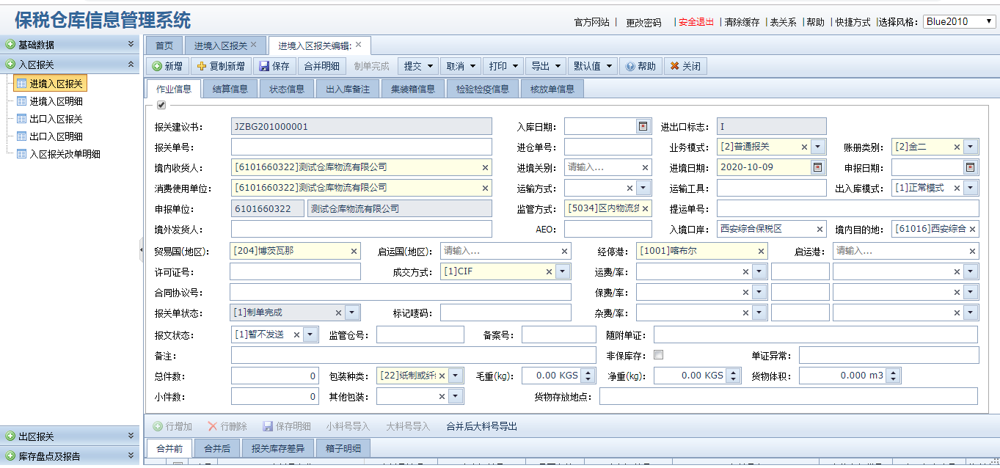 保税仓库信息管理系统
官方网站 | 更改密码 | 安全退出 | 清除缓存 | 表关系 | 帮助 | 快捷方式 | 选择风格: Blue2010
基础数据
入区报关
进境入区报关
进境入区明细
出口入区报关
出口入区明细
入区报关改单明细
出区报关
库存盘点及报告
首页 进境入区报关 进境入区报关编辑:
新增 复制新增 保存 合并明细 制单完成 提交 取消 打印 导出 默认值 帮助 关闭
作业信息 结算信息 状态信息 出入库备注 集装箱信息 检验检疫信息 核放单信息
报关建议书: JZBG201000001 入库日期: 进出口标志: I
报关单号: 进仓单号: 业务模式: [2]普通报关 账册类别: [2]金二
境内收货人: [6101660322]测试仓库物流有限公司 进境关别: 请输入... 进境日期: 2020-10-09 申报日期:
消费使用单位: [6101660322]测试仓库物流有限公司 运输方式: 运输工具: 出入库模式: [1]正常模式
申报单位: 6101660322 测试仓库物流有限公司 监管方式: [5034]区内物流货 提运单号:
境外发货人: AEO: 入境口岸: 西安综合保税区 境内目的地: [61016]西安综合
贸易国(地区): [204]博茨瓦那 启运国(地区): 请输入... 经停港: [1001]喀布尔 启运港: 请输入...
许可证号: 成交方式: [1]CIF 运费/率:
合同协议号: 保费/率:
报关单状态: [1]制单完成 标记唛码: 杂费/率:
报文状态: [1]暂不发送 监管仓号: 备案号: 随附单证:
备注: 非保库存: 单证异常:
总件数: 0 包装种类: [22]纸制或纤 毛重(kg): 0.00 KGS 净重(kg): 0.00 KGS 货物体积: 0.000 m3
小件数: 0 其他包装: 货物存放地点:
行增加 行删除 保存明细 小料号导入 大料号导入 合并后大料号导出
合并前 合并后 报关库存差异 箱子明细